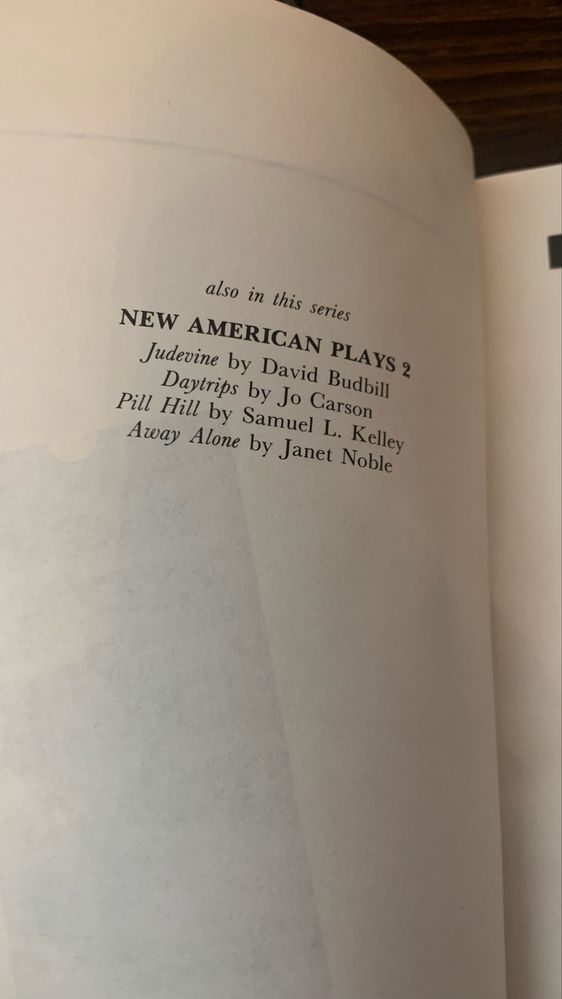 also in this series
NEW AMERICAN PLAYS 2
Judevine by David Budbill
Daytrips by Jo Carson
Pill Hill by Samuel L. Kelley
Away Alone by Janet Noble